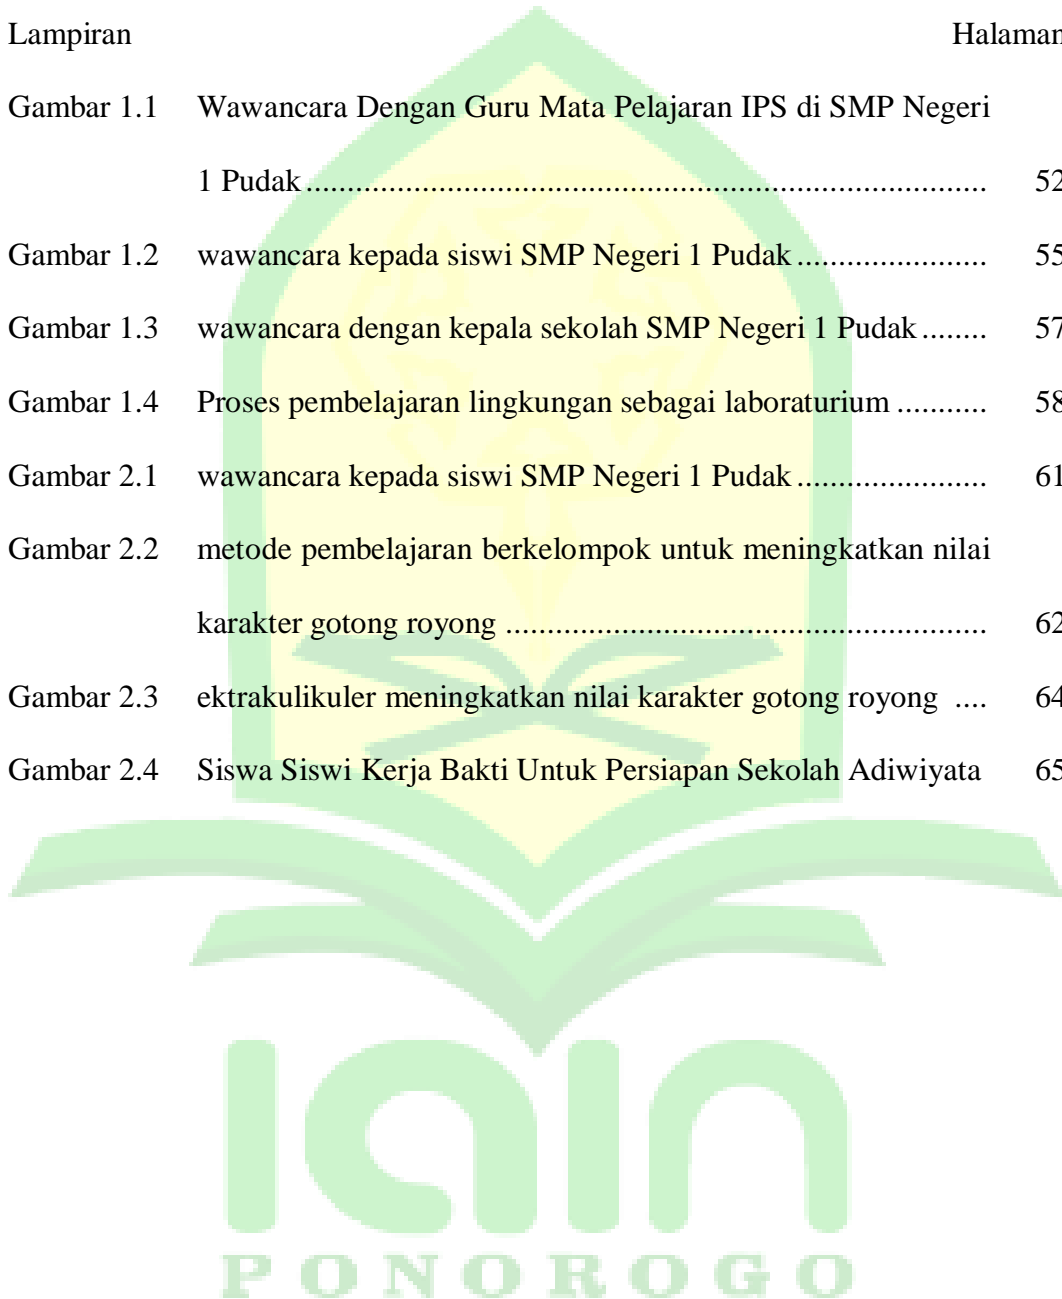 Lampiran Halaman
Gambar 1.1 Wawancara Dengan Guru Mata Pelajaran IPS di SMP Negeri
1 Pudak.................................................................................. 52
Gambar 1.2 wawancara kepada siswi SMP Negeri 1 Pudak....................... 55
Gambar 1.3 wawancara dengan kepala sekolah SMP Negeri 1 Pudak........ 57
Gambar 1.4 Proses pembelajaran lingkungan sebagai laboraturium ........... 58
Gambar 2.1 wawancara kepada siswi SMP Negeri 1 Pudak....................... 61
Gambar 2.2 metode pembelajaran berkelompok untuk meningkatkan nilai
karakter gotong royong .......................................................... 62
Gambar 2.3 ektrakulikuler meningkatkan nilai karakter gotong royong .... 64
Gambar 2.4 Siswa Siswi Kerja Bakti Untuk Persiapan Sekolah Adiwiyata 65
iain
PONOROGO